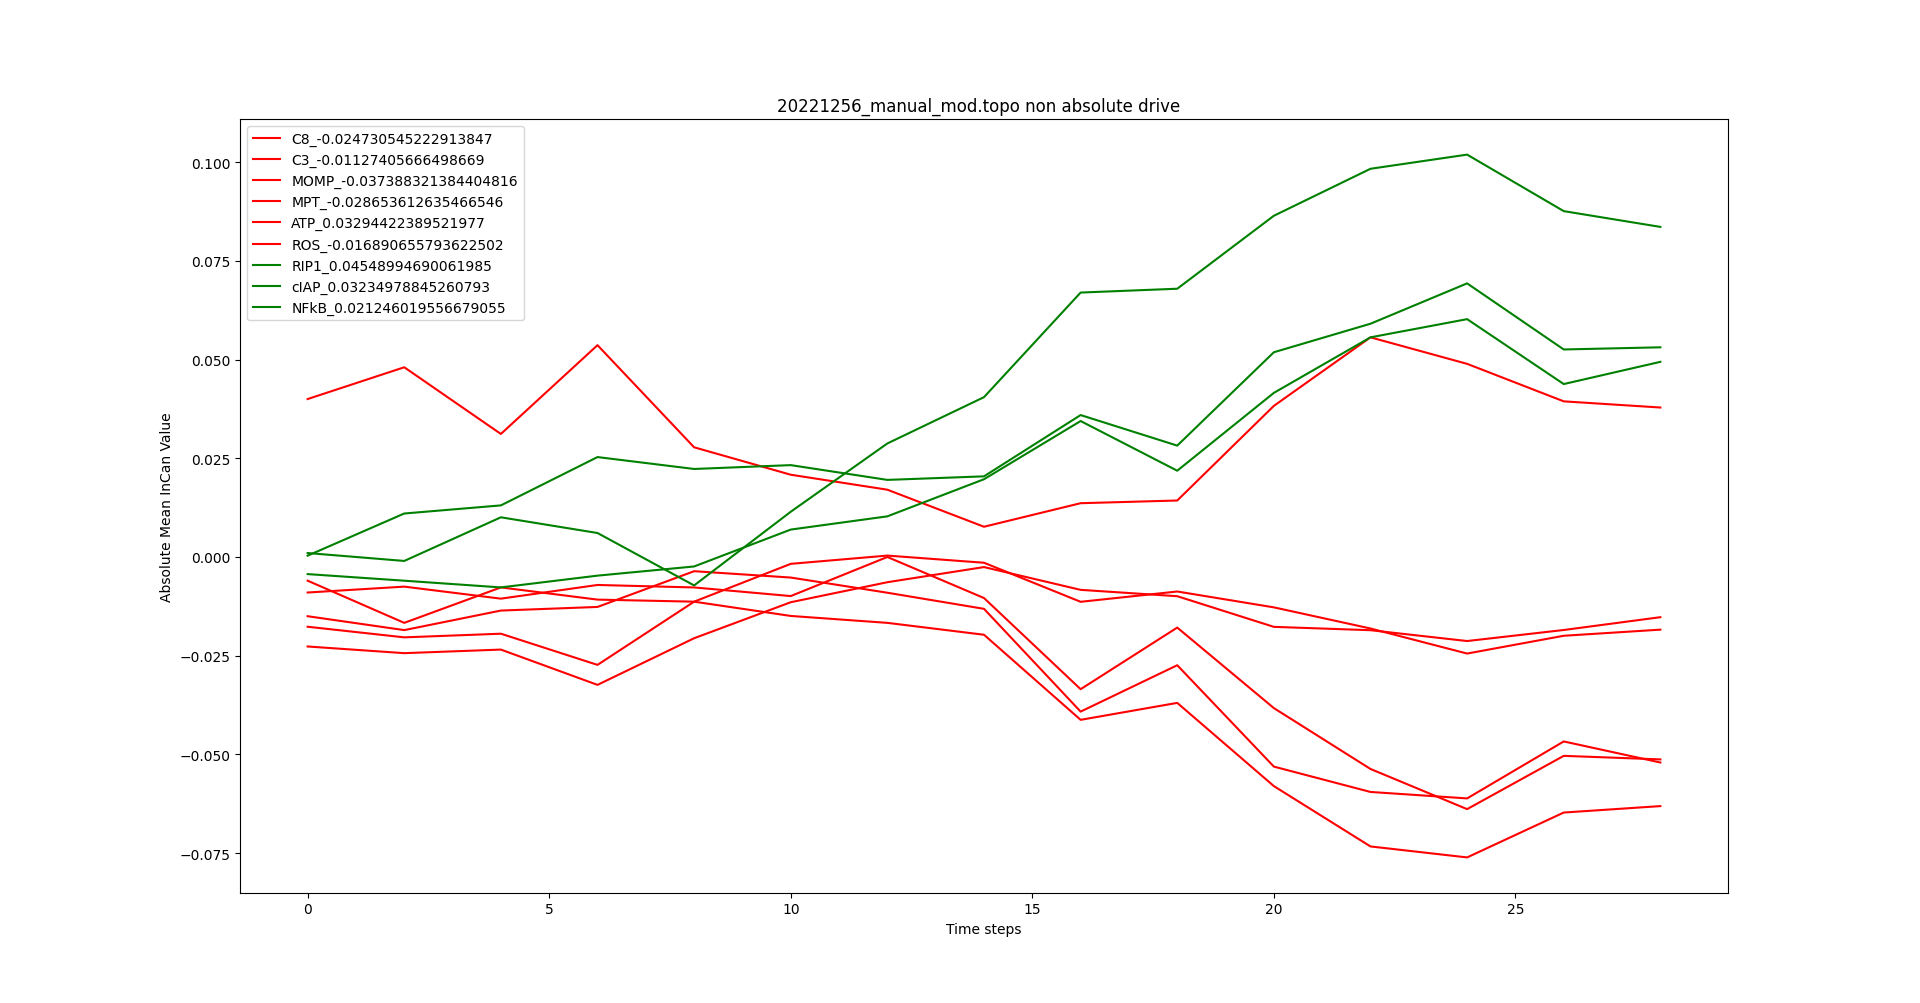 20221256_manual_mod.topo non absolute drive
C8_-0.024730545222913847
C3_-0.01127405666498669
MOMP_-0.037388321384404816
MPT_-0.028653612635466546
ATP_0.03294422389521977
ROS_-0.016890655793622502
RIP1_0.04548994690061985
cIAP_0.03234978845260793
NFkB_0.021246019556679055
0.100
0.075
0.050
0.025
0.000
−0.025
−0.050
−0.075
Absolute Mean InCan Value
0 5 10 15 20 25
Time steps